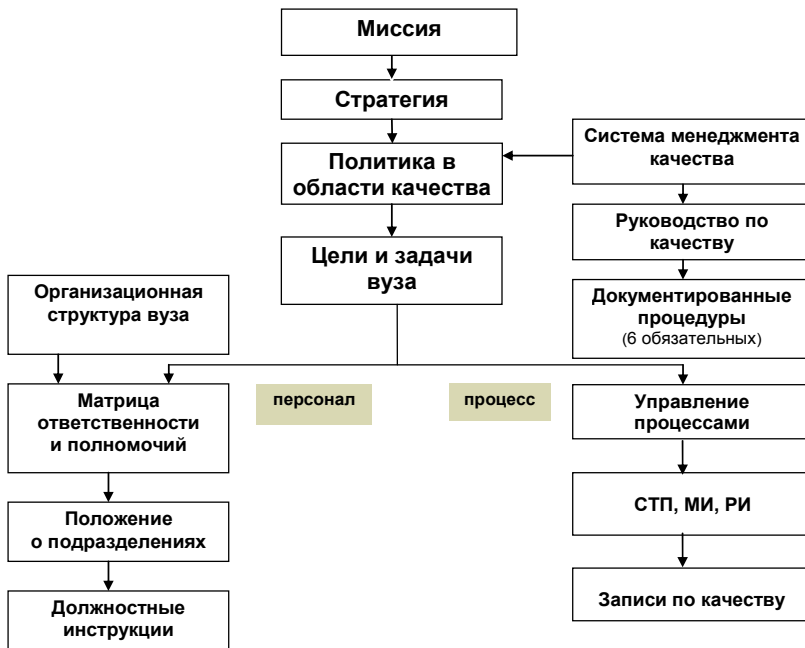 Миссия
Стратегия
Политика в
области качества
Цели и задачи
вуза
Система менеджмента
качества
Руководство по
качеству
Документированные
процедуры
(6 обязательных)
Организационная
структура вуза
персонал
процесс
Матрица
ответственности
и полномочий
Положение
о подразделениях
Должностные
инструкции
Управление
процессами
СТП, МИ, РИ
Записи по качеству